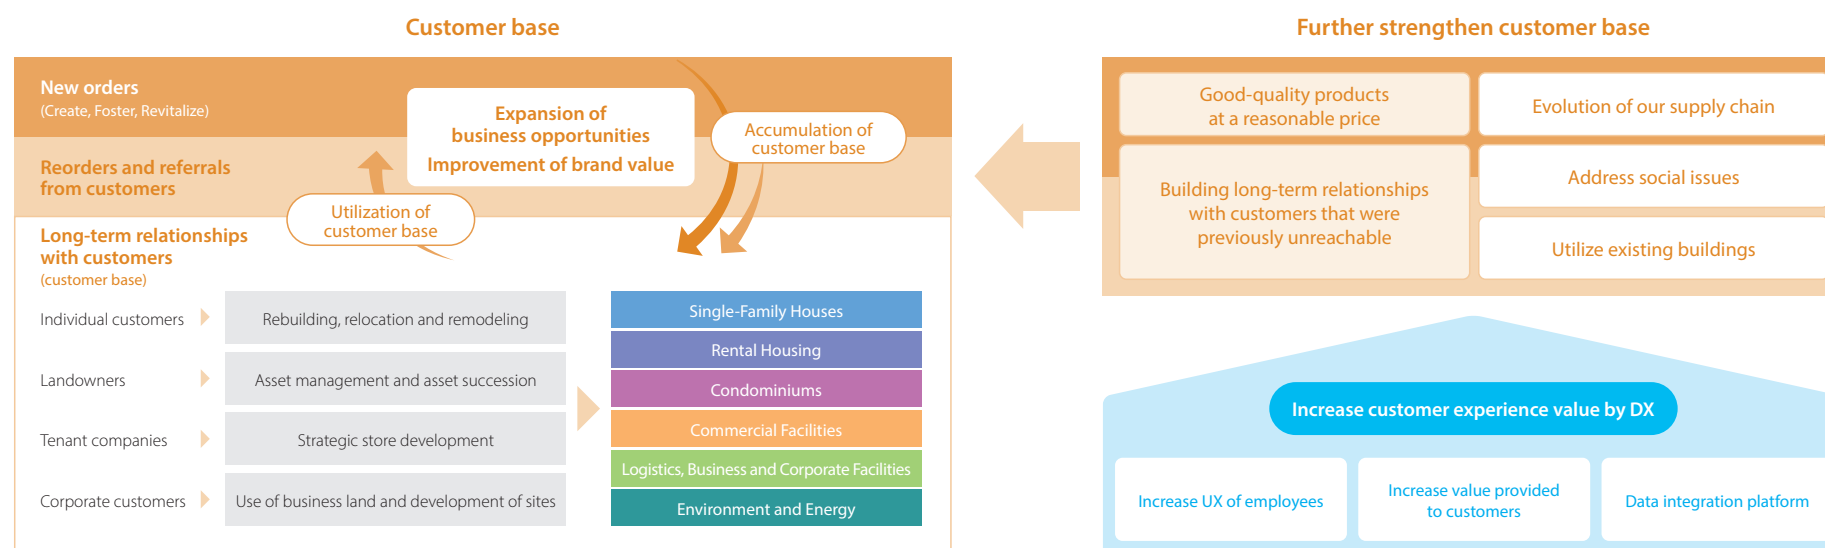 Customer base
New orders
(Create, Foster, Revitalize)
Expansion of
business opportunities
Improvement of brand value
Accumulation of
customer base
Reorders and referrals
from customers
Utilization of
customer base
Long-term relationships
with customers
(customer base)
Individual customers
Rebuilding, relocation and remodeling
Landowners
Asset management and asset succession
Tenant companies
Strategic store development
Corporate customers
Use of business land and development of sites
Single-Family Houses
Rental Housing
Condominiums
Commercial Facilities
Logistics, Business and Corporate Facilities
Environment and Energy
Further strengthen customer base
Good-quality products
at a reasonable price
Evolution of our supply chain
Building long-term relationships
with customers that were
previously unreachable
Address social issues
Utilize existing buildings
Increase customer experience value by DX
Increase UX of employees
Increase value provided
to customers
Data integration platform